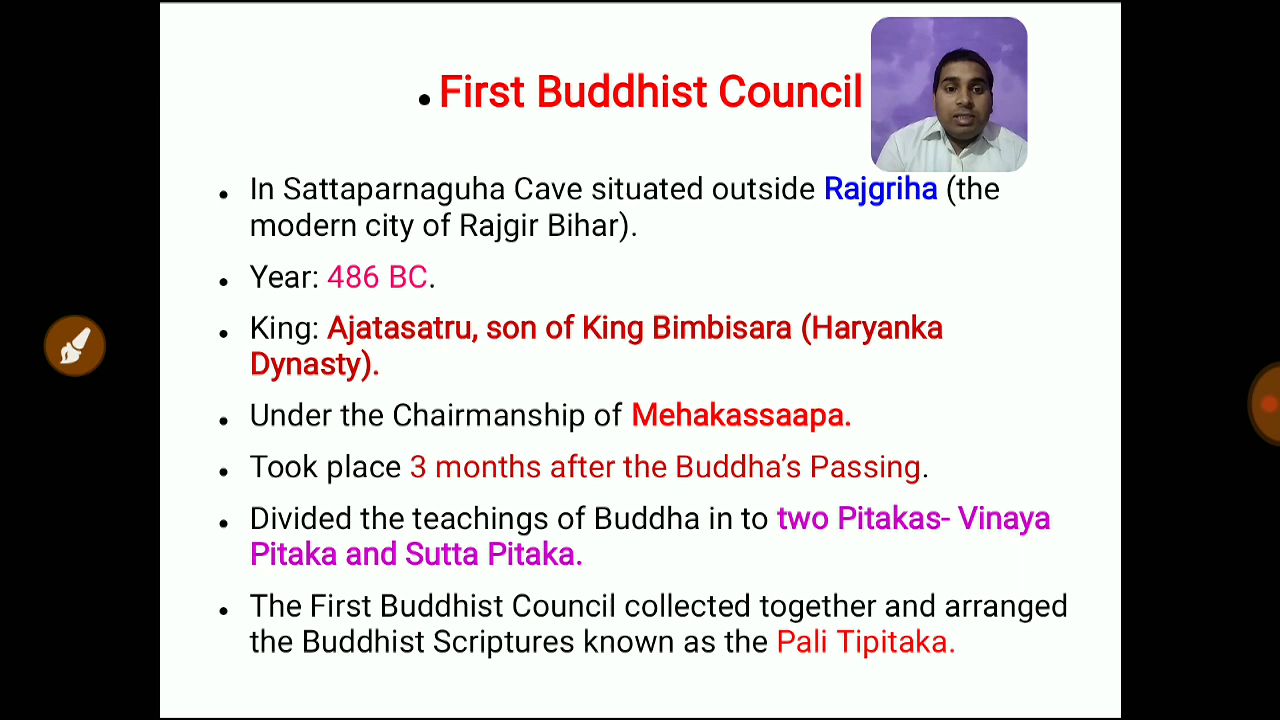 • First Buddhist Council
• In Sattaparnaguha Cave situated outside Rajgriha (the
modern city of Rajgir Bihar).
• Year: 486 BC.
• King: Ajatasatru, son of King Bimbisara (Haryanka
Dynasty).
• Under the Chairmanship of Mehakassaapa.
• Took place 3 months after the Buddha’s Passing.
• Divided the teachings of Buddha in to two Pitakas- Vinaya
Pitaka and Sutta Pitaka.
• The First Buddhist Council collected together and arranged
the Buddhist Scriptures known as the Pali Tipitaka.